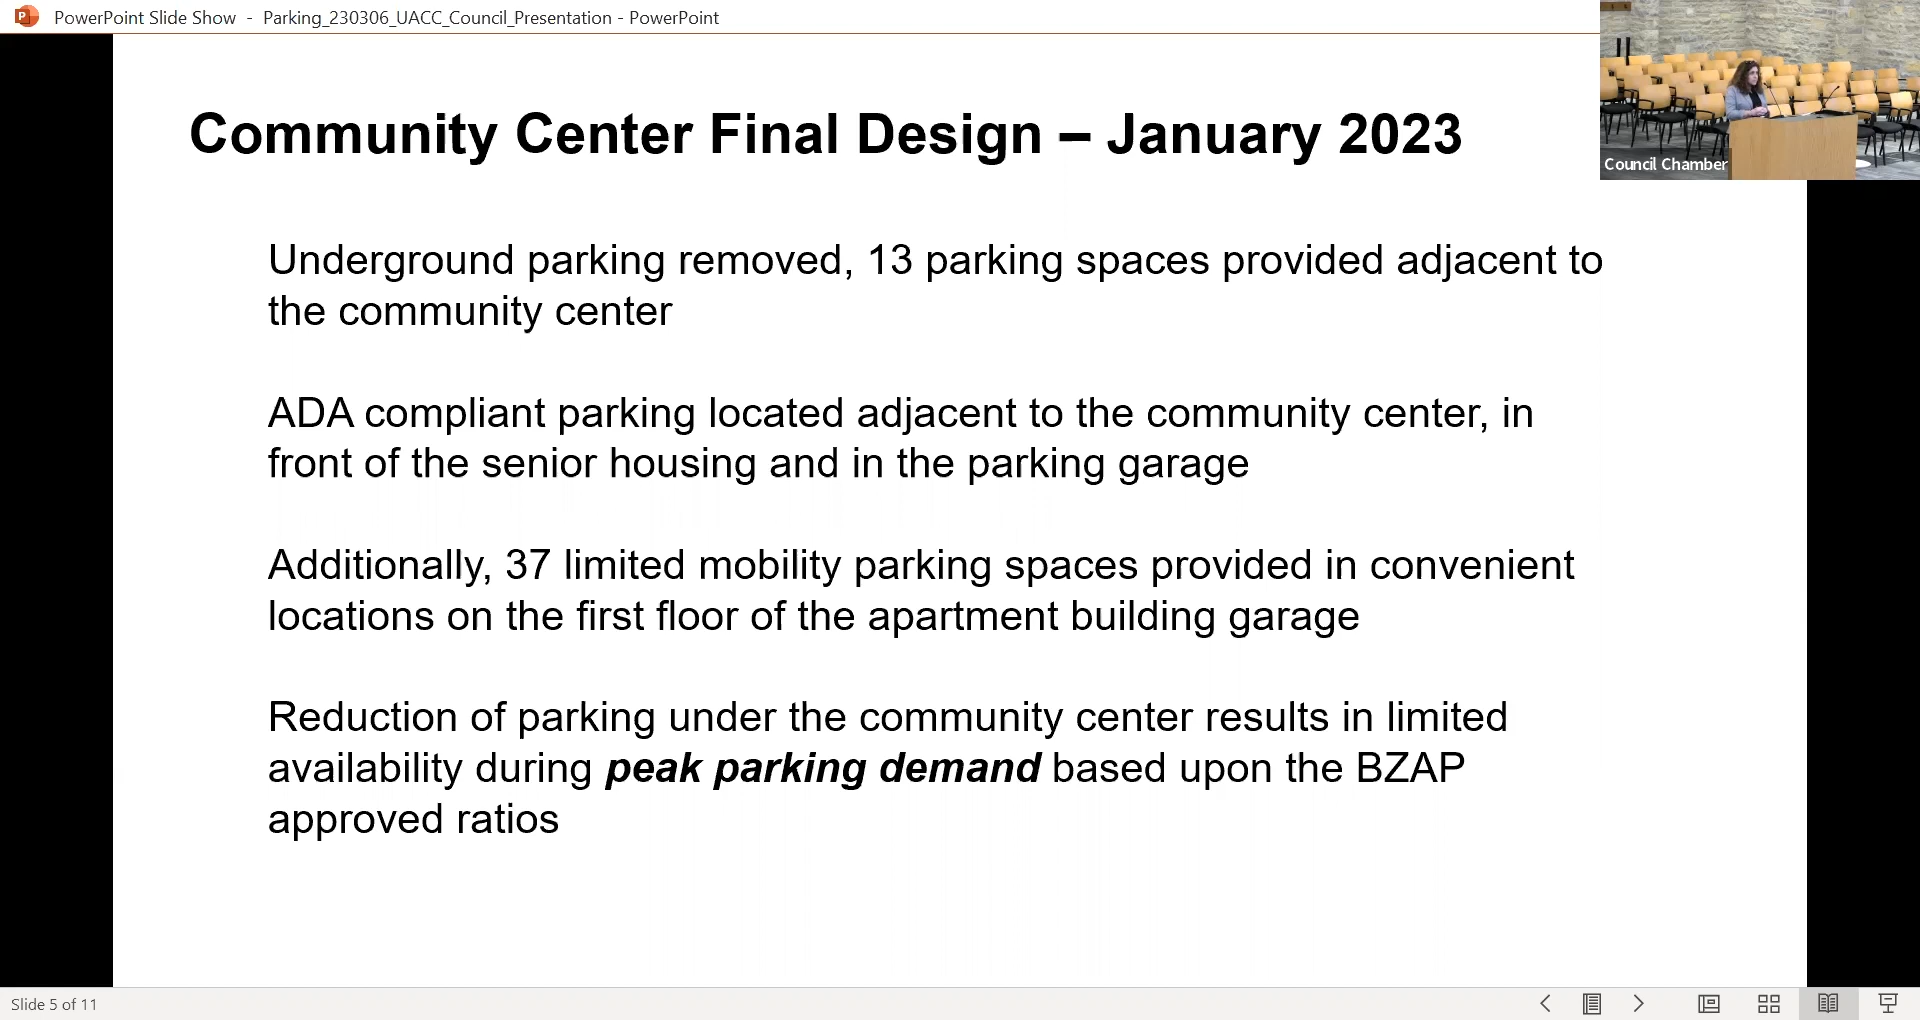 PowerPoint Slide Show - Parking_230306_UACC_Council_Presentation - PowerPoint
Council Chamber
Community Center Final Design – January 2023
Underground parking removed, 13 parking spaces provided adjacent to
the community center
ADA compliant parking located adjacent to the community center, in
front of the senior housing and in the parking garage
Additionally, 37 limited mobility parking spaces provided in convenient
locations on the first floor of the apartment building garage
Reduction of parking under the community center results in limited
availability during peak parking demand based upon the BZAP
approved ratios
Slide 5 of 11